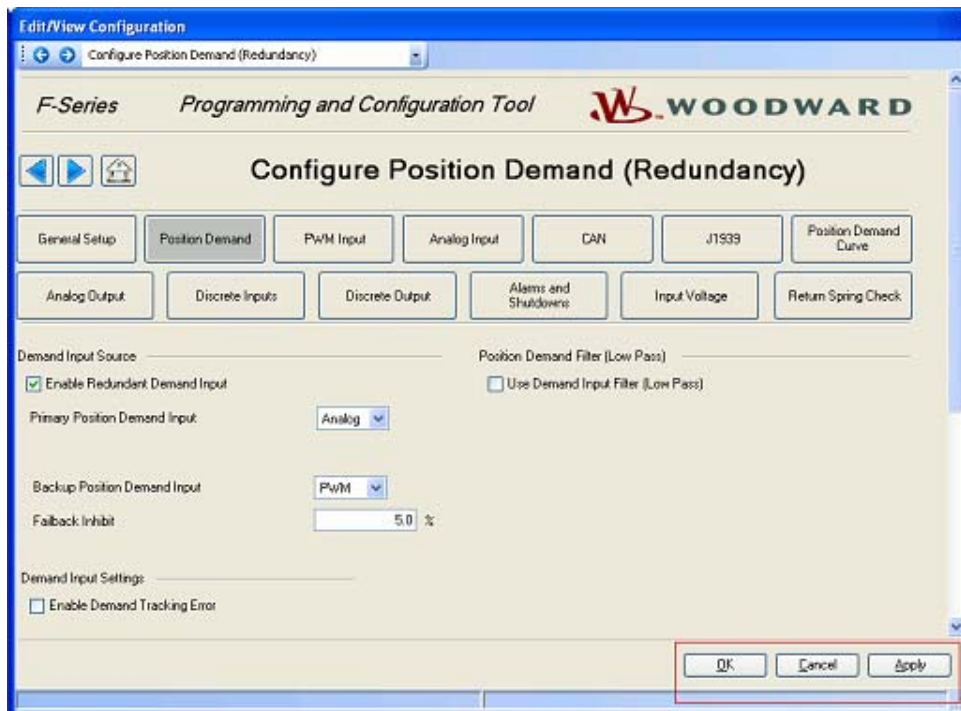 Edit/View Configuration
Configure Position Demand (Redundancy)
F-Series Programming and Configuration Tool WOODWARD
Configure Position Demand (Redundancy)
General Setup Position Demand PWM Input Analog Input CAN J1939 Position Demand Curve
Analog Output Discrete Inputs Discrete Output Alarms and Shutdowns Input Voltage Return Spring Check
Demand Input Source Position Demand Filter (Low Pass)
Enable Redundant Demand Input Use Demand Input Filter (Low Pass)
Primary Position Demand Input Analog
Backup Position Demand Input PWM
Failback Inhibit 5.0 %
Demand Input Settings
Enable Demand Tracking Error
OK Cancel Apply